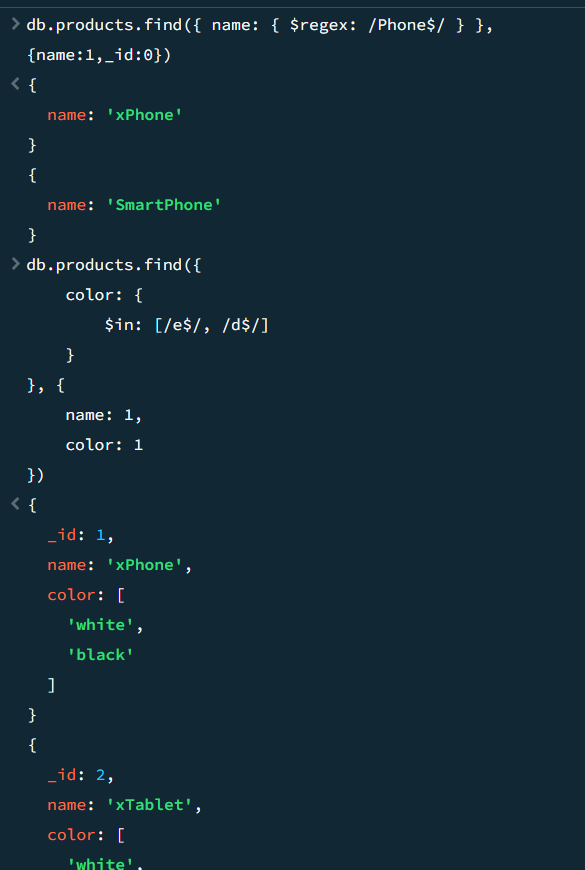 > db.products.find({ name: { $regex: /Phone$/ } },
{name:1,_id:0})
< {
name: 'xPhone'
}
{
name: 'SmartPhone'
}
> db.products.find({
color: {
$in: [/e$/, /d$/]
}
}, {
name: 1,
color: 1
})
< {
_id: 1,
name: 'xPhone',
color: [
'white',
'black'
]
}
{
_id: 2,
name: 'xTablet',
color: [
'white',